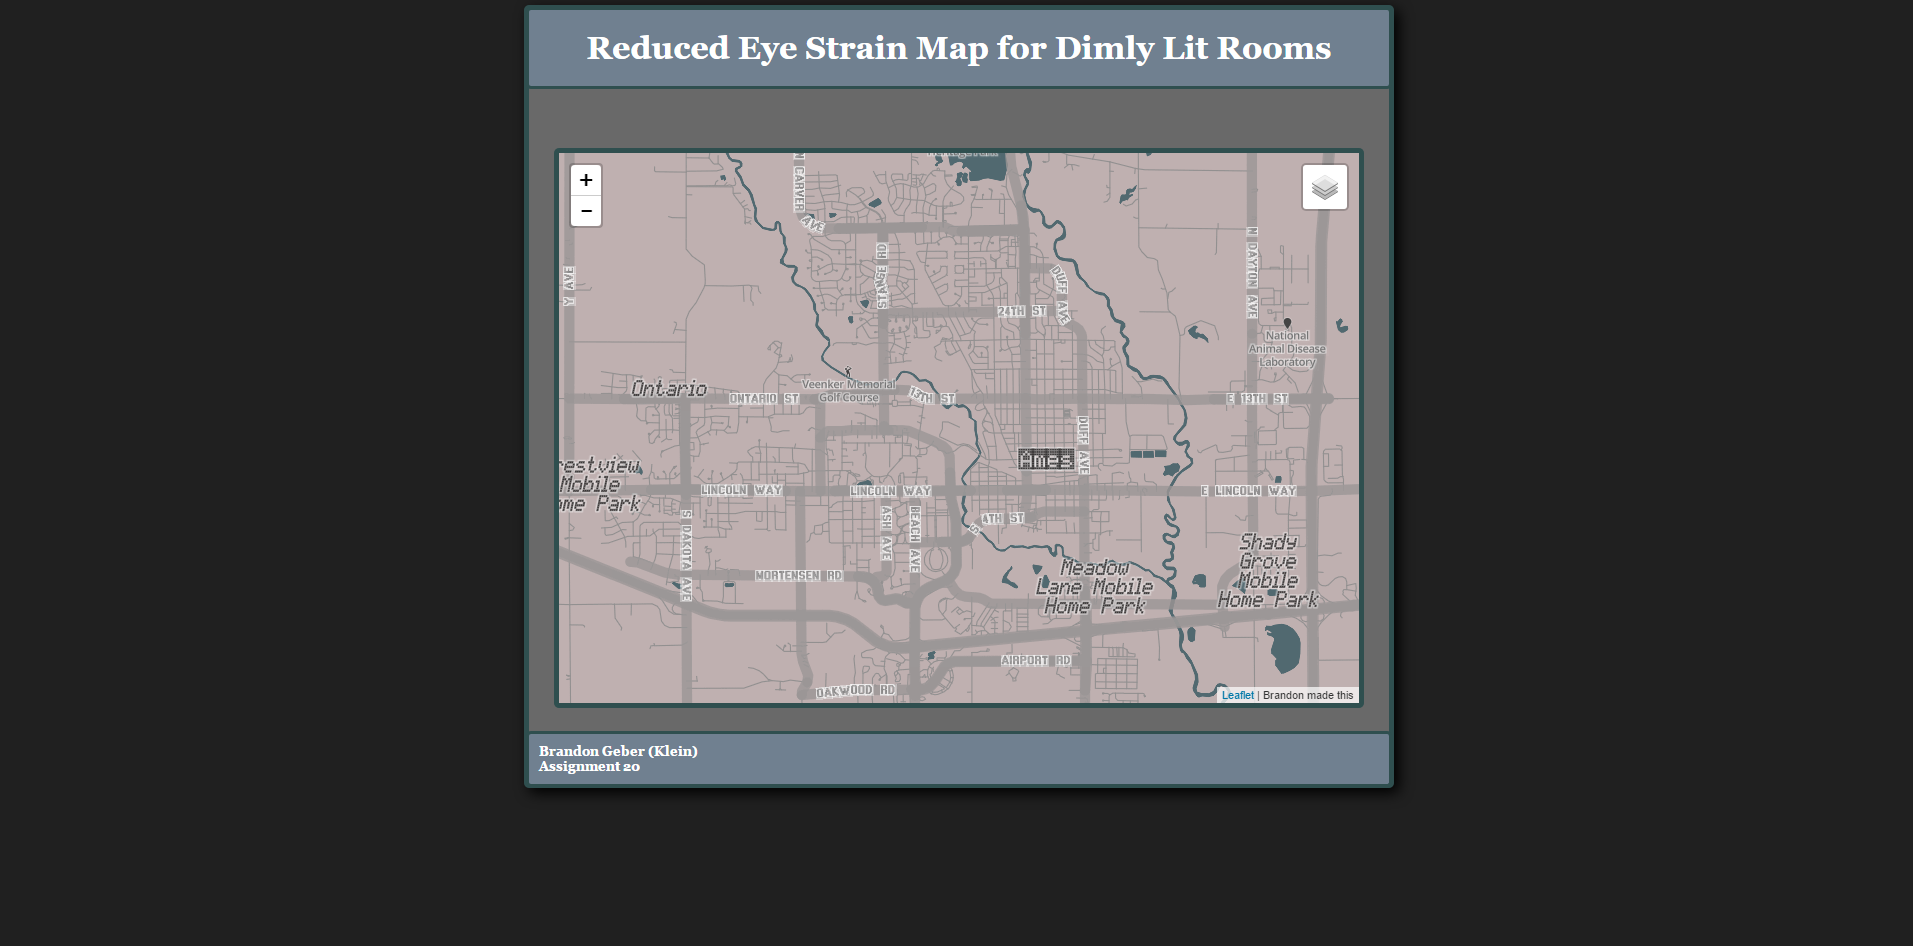 Reduced Eye Strain Map for Dimly Lit Rooms
+
−
N CARVER
AVE
STANGE RD
Y AVE
DUFF AVE
24TH ST
N DAYTON AVE
National
Animal Disease
Laboratory
Ontario
Veenker Memorial
Golf Course
ONTARIO ST
13TH ST
E 13TH ST
DUFF AVE
Ames
restview
Mobile
ome Park
LINCOLN WAY
LINCOLN WAY
E LINCOLN WAY
S DAKOTA AVE
ASH AVE
BEACH AVE
S 4TH ST
Shady
Grove
Mobile
Home Park
Meadow
Lane Mobile
Home Park
MORTENSEN RD
AIRPORT RD
OAKWOOD RD
Leaflet | Brandon made this
Brandon Geber (Klein)
Assignment 20